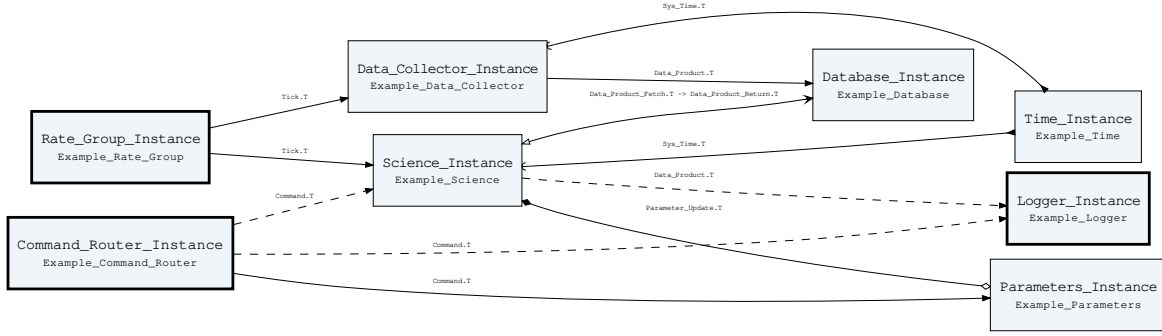 Sys_Time.T
Data_Collector_Instance
Example_Data_Collector
Data_Product.T
Database_Instance
Example_Database
Tick.T
Data_Product_Fetch.T -> Data_Product_Return.T
Time_Instance
Example_Time
Rate_Group_Instance
Example_Rate_Group
Tick.T
Sys_Time.T
Science_Instance
Example_Science
Data_Product.T
Command.T
Parameter_Update.T
Logger_Instance
Example_Logger
Command_Router_Instance
Example_Command_Router
Command.T
Command.T
Parameters_Instance
Example_Parameters